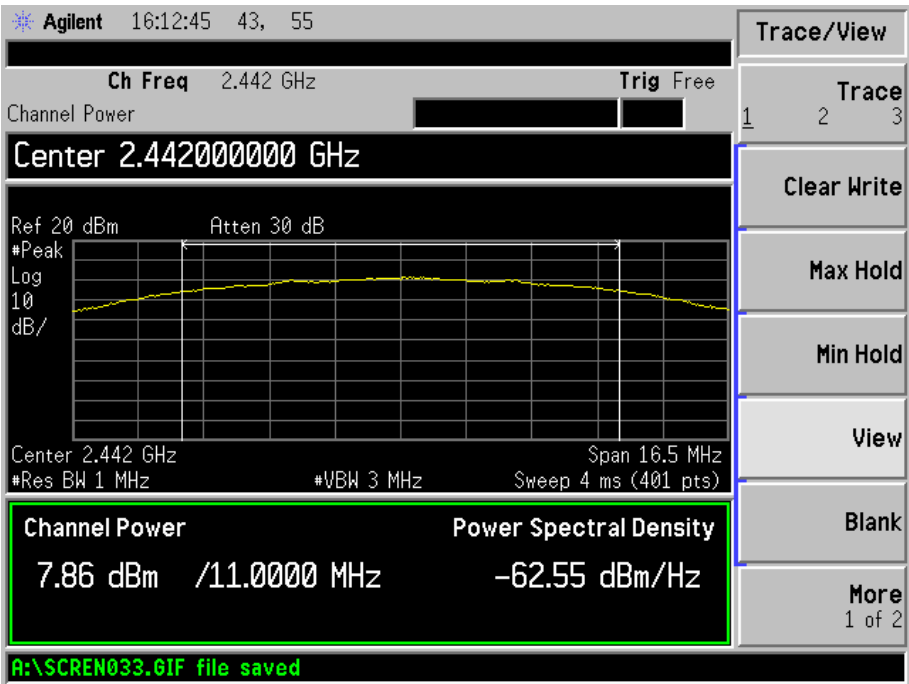 Agilent 16:12:45 43, 55
Trace/View
Ch Freq 2.442 GHz Trig Free
Channel Power
Trace
1 2 3
Center 2.442000000 GHz
Clear Write
Ref 20 dBm Atten 30 dB
#Peak
Log
10
dB/
Max Hold
Min Hold
View
Center 2.442 GHz Span 16.5 MHz
#Res BW 1 MHz #VBW 3 MHz Sweep 4 ms (401 pts)
Channel Power Power Spectral Density
7.86 dBm /11.0000 MHz -62.55 dBm/Hz
Blank
More
1 of 2
A:\SCREN033.GIF file saved